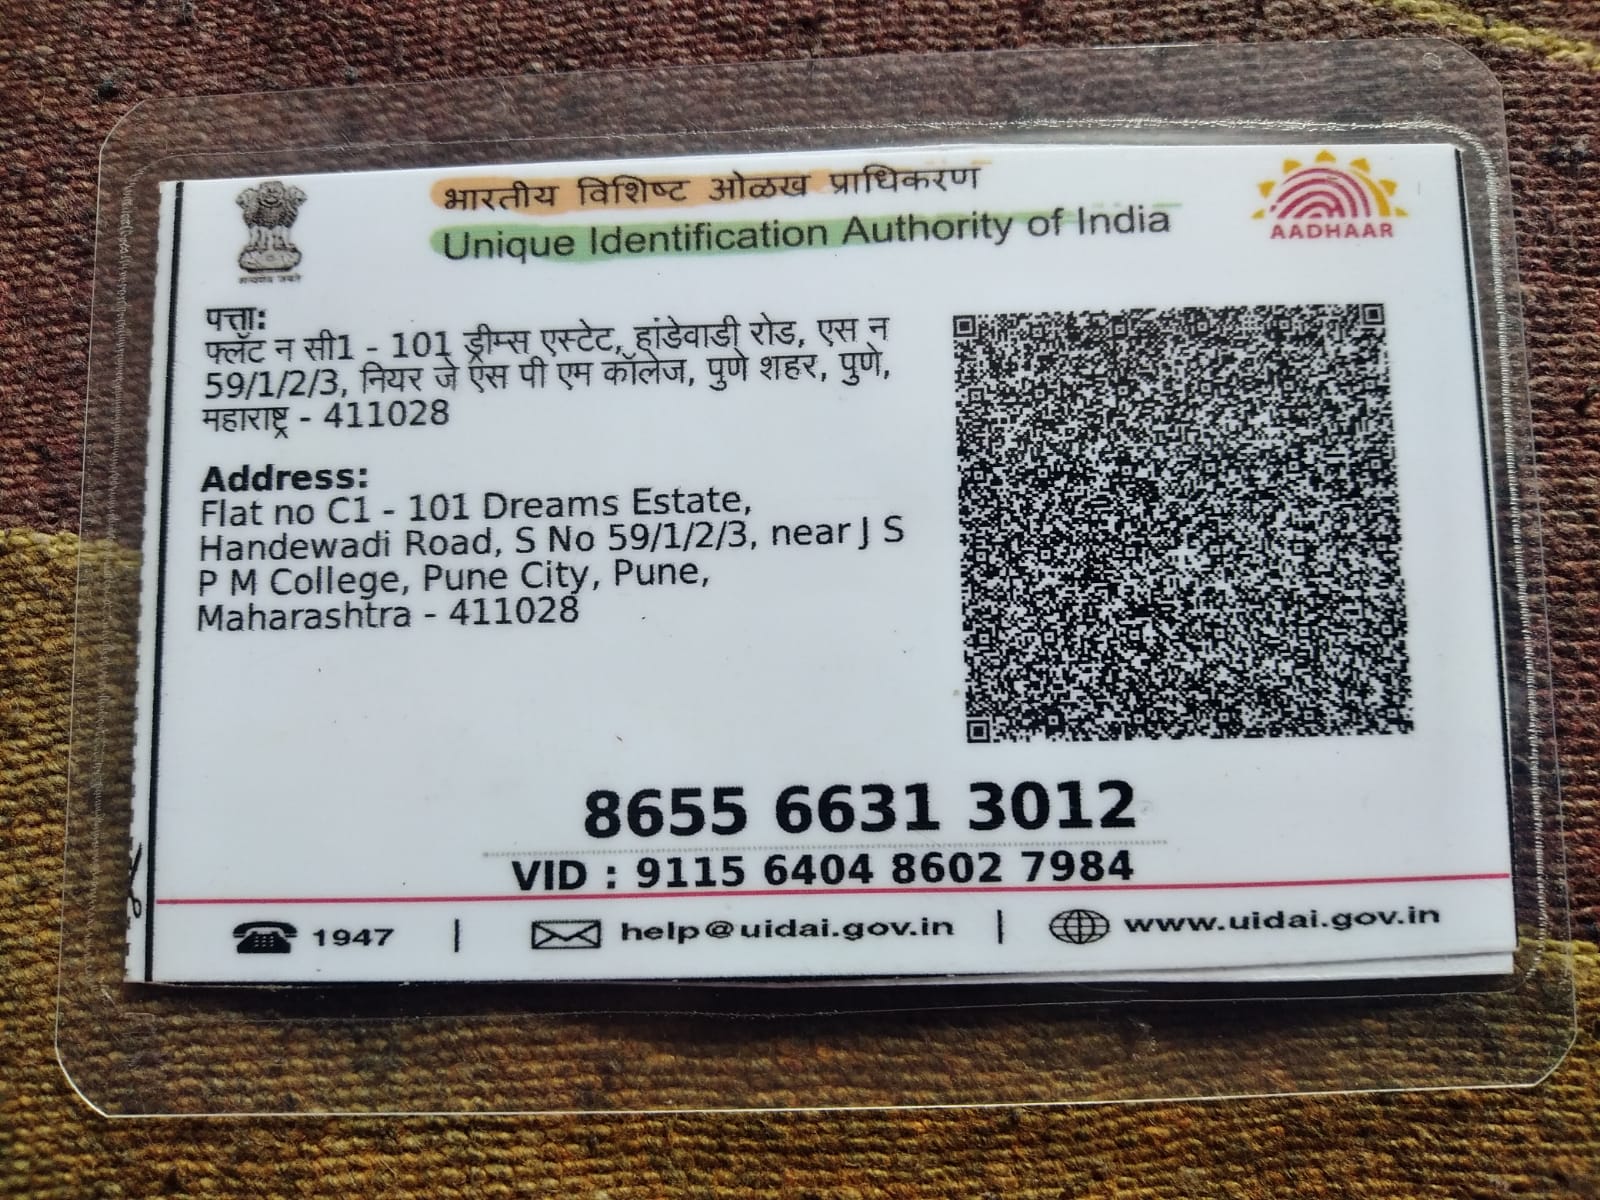 भारतीय विशिष्ट ओळख प्राधिकरण
Unique Identification Authority of India
AADHAAR
सत्यमेव जयते
पत्ता:
फ्लॅट न सी1 - 101 ड्रीम्स एस्टेट, हांडेवाडी रोड, एस न
59/1/2/3, नियर जे एस पी एम कॉलेज, पुणे शहर, पुणे,
महाराष्ट्र - 411028
Address:
Flat no C1 - 101 Dreams Estate,
Handewadi Road, S No 59/1/2/3, near J S
P M College, Pune City, Pune,
Maharashtra - 411028
8655 6631 3012
VID : 9115 6404 8602 7984
1947 | help@uidai.gov.in | www.uidai.gov.in